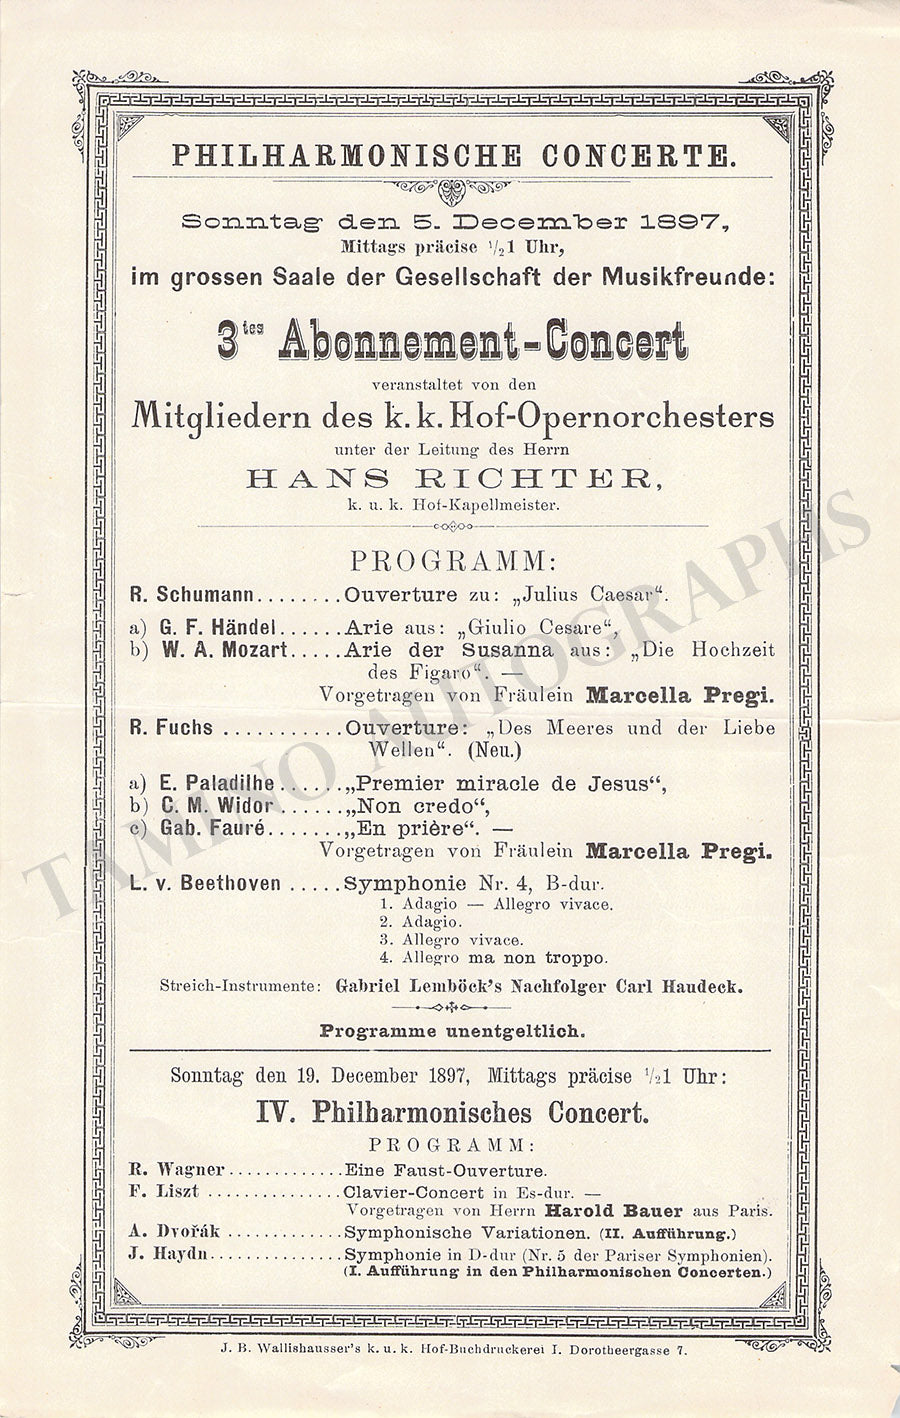 PHILHARMONISCHE CONCERTE.
Sonntag den 5. December 1897,
Mittags präcise 1/21 Uhr,
im grossen Saale der Gesellschaft der Musikfreunde:
3tes Abonnement-Concert
veranstaltet von den
Mitgliedern des k. k. Hof-Opernorchesters
unter der Leitung des Herrn
HANS RICHTER,
k. u. k. Hof-Kapellmeister.
PROGRAMM:
R. Schumann........Ouverture zu: „Julius Caesar“.
a) G. F. Händel......Arie aus: „Giulio Cesare“,
b) W. A. Mozart.....Arie der Susanna aus: „Die Hochzeit
des Figaro“. —
Vorgetragen von Fräulein Marcella Pregi.
R. Fuchs ...........Ouverture: „Des Meeres und der Liebe
Wellen“. (Neu.)
a) E. Paladilhe......„Premier miracle de Jesus“,
b) C. M. Widor ......„Non credo“,
c) Gab. Fauré.......„En prière“. —
Vorgetragen von Fräulein Marcella Pregi.
L. v. Beethoven .....Symphonie Nr. 4, B-dur.
1. Adagio — Allegro vivace.
2. Adagio.
3. Allegro vivace.
4. Allegro ma non troppo.
Streich-Instrumente: Gabriel Lemböck's Nachfolger Carl Haudeck.
Programme unentgeltlich.
Sonntag den 19. December 1897, Mittags präcise 1/21 Uhr:
IV. Philharmonisches Concert.
PROGRAMM:
R. Wagner............Eine Faust-Ouverture.
F. Liszt ..............Clavier-Concert in Es-dur. —
Vorgetragen von Herrn Harold Bauer aus Paris.
A. Dvořák ............Symphonische Variationen. (II. Aufführung.)
J. Haydn..............Symphonie in D-dur (Nr. 5 der Pariser Symphonien).
(I. Aufführung in den Philharmonischen Concerten.)
J. B. Wallishausser's k. u. k. Hof-Buchdruckerei I. Dorotheergasse 7.
TAMINO AUTOGRAPHS